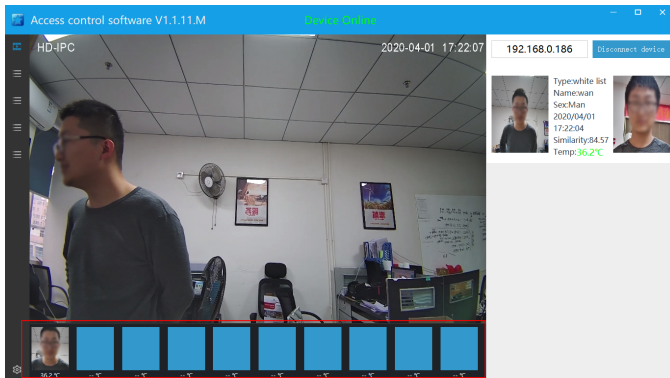 Access control software V1.1.11.M
Device Online
HD-IPC
2020-04-01 17:22:07
192.168.0.186
Disconnect device
Type:white list
Name:wan
Sex:Man
2020/04/01
17:22:04
Similarity:84.57
Temp:36.2℃
36.2 ℃
-- ℃
-- ℃
-- ℃
-- ℃
-- ℃
-- ℃
-- ℃
-- ℃
-- ℃